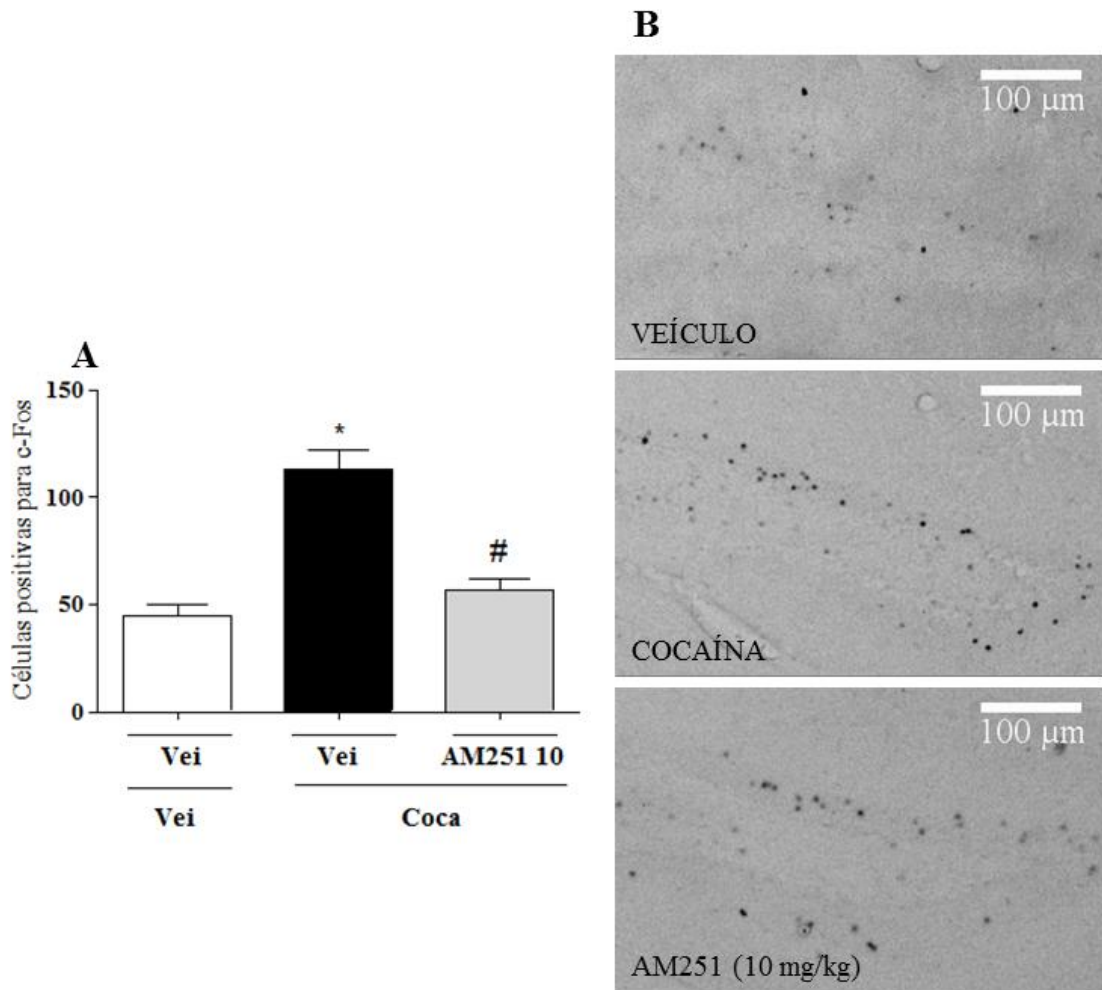 A
Células positivas para c-Fos
150
100
50
0
*
#
Vei
Vei
AM251 10
Vei
Coca
B
100 µm
VEÍCULO
100 µm
COCAÍNA
100 µm
AM251 (10 mg/kg)